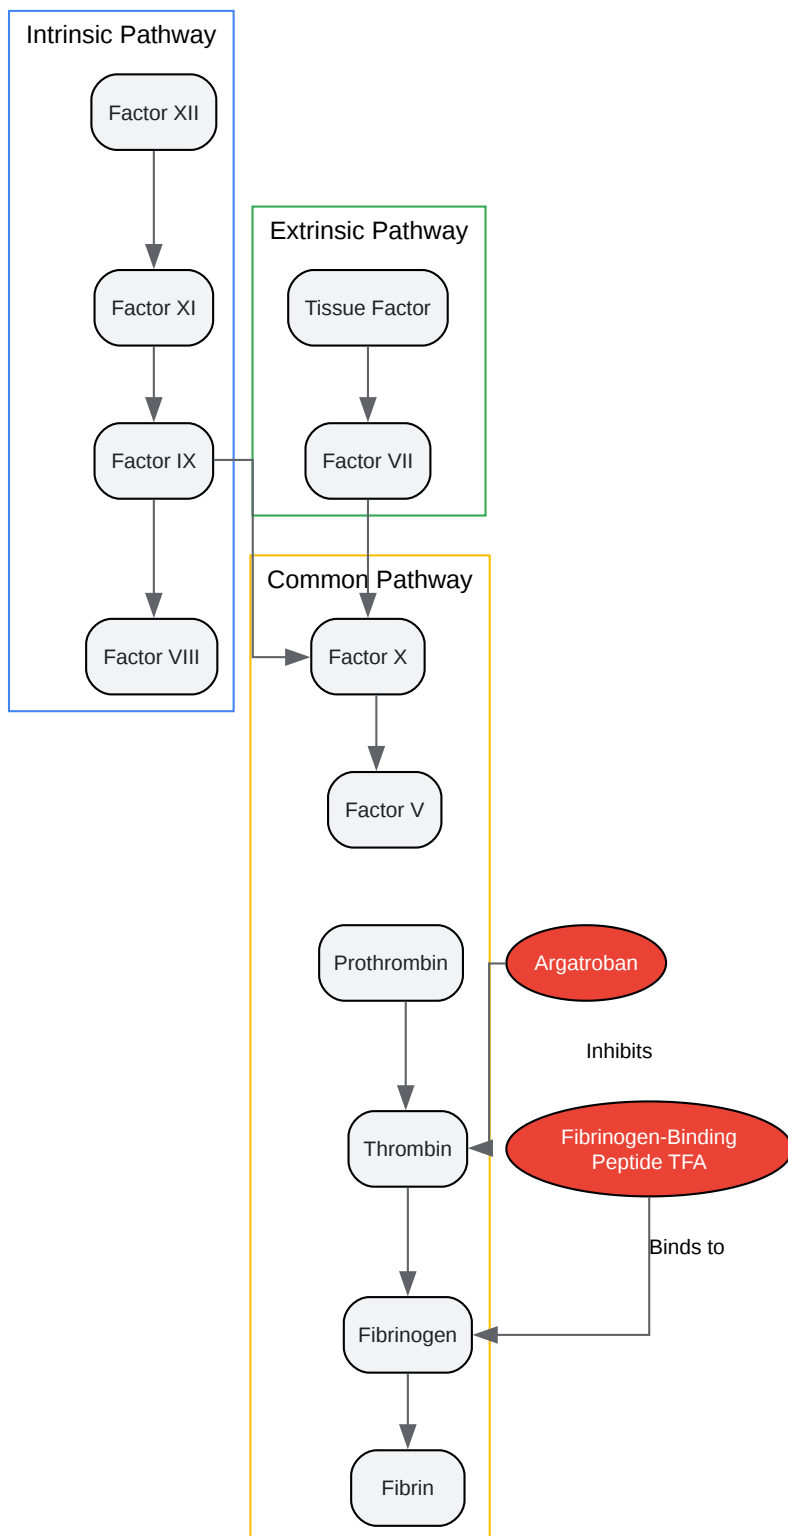 Intrinsic Pathway
Factor XII
Extrinsic Pathway
Factor XI
Tissue Factor
Factor IX
Factor VII
Common Pathway
Factor VIII
Factor X
Factor V
Prothrombin
Argatroban
Inhibits
Thrombin
Fibrinogen-Binding
Peptide TFA
Binds to
Fibrinogen
Fibrin